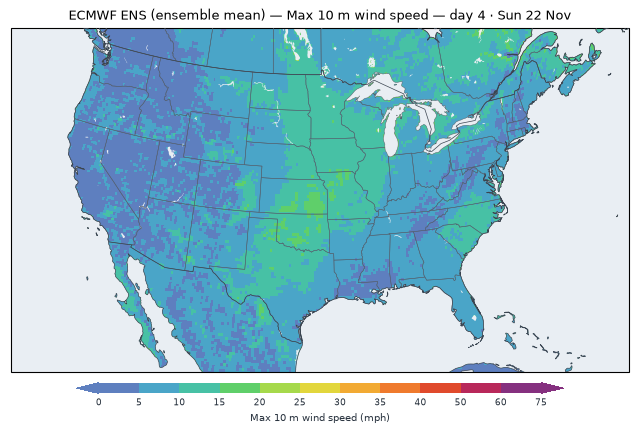 ECMWF ENS (ensemble mean) — Max 10 m wind speed — day 4 · Sun 22 Nov
0 5 10 15 20 25 30 35 40 50 60 75
Max 10 m wind speed (mph)